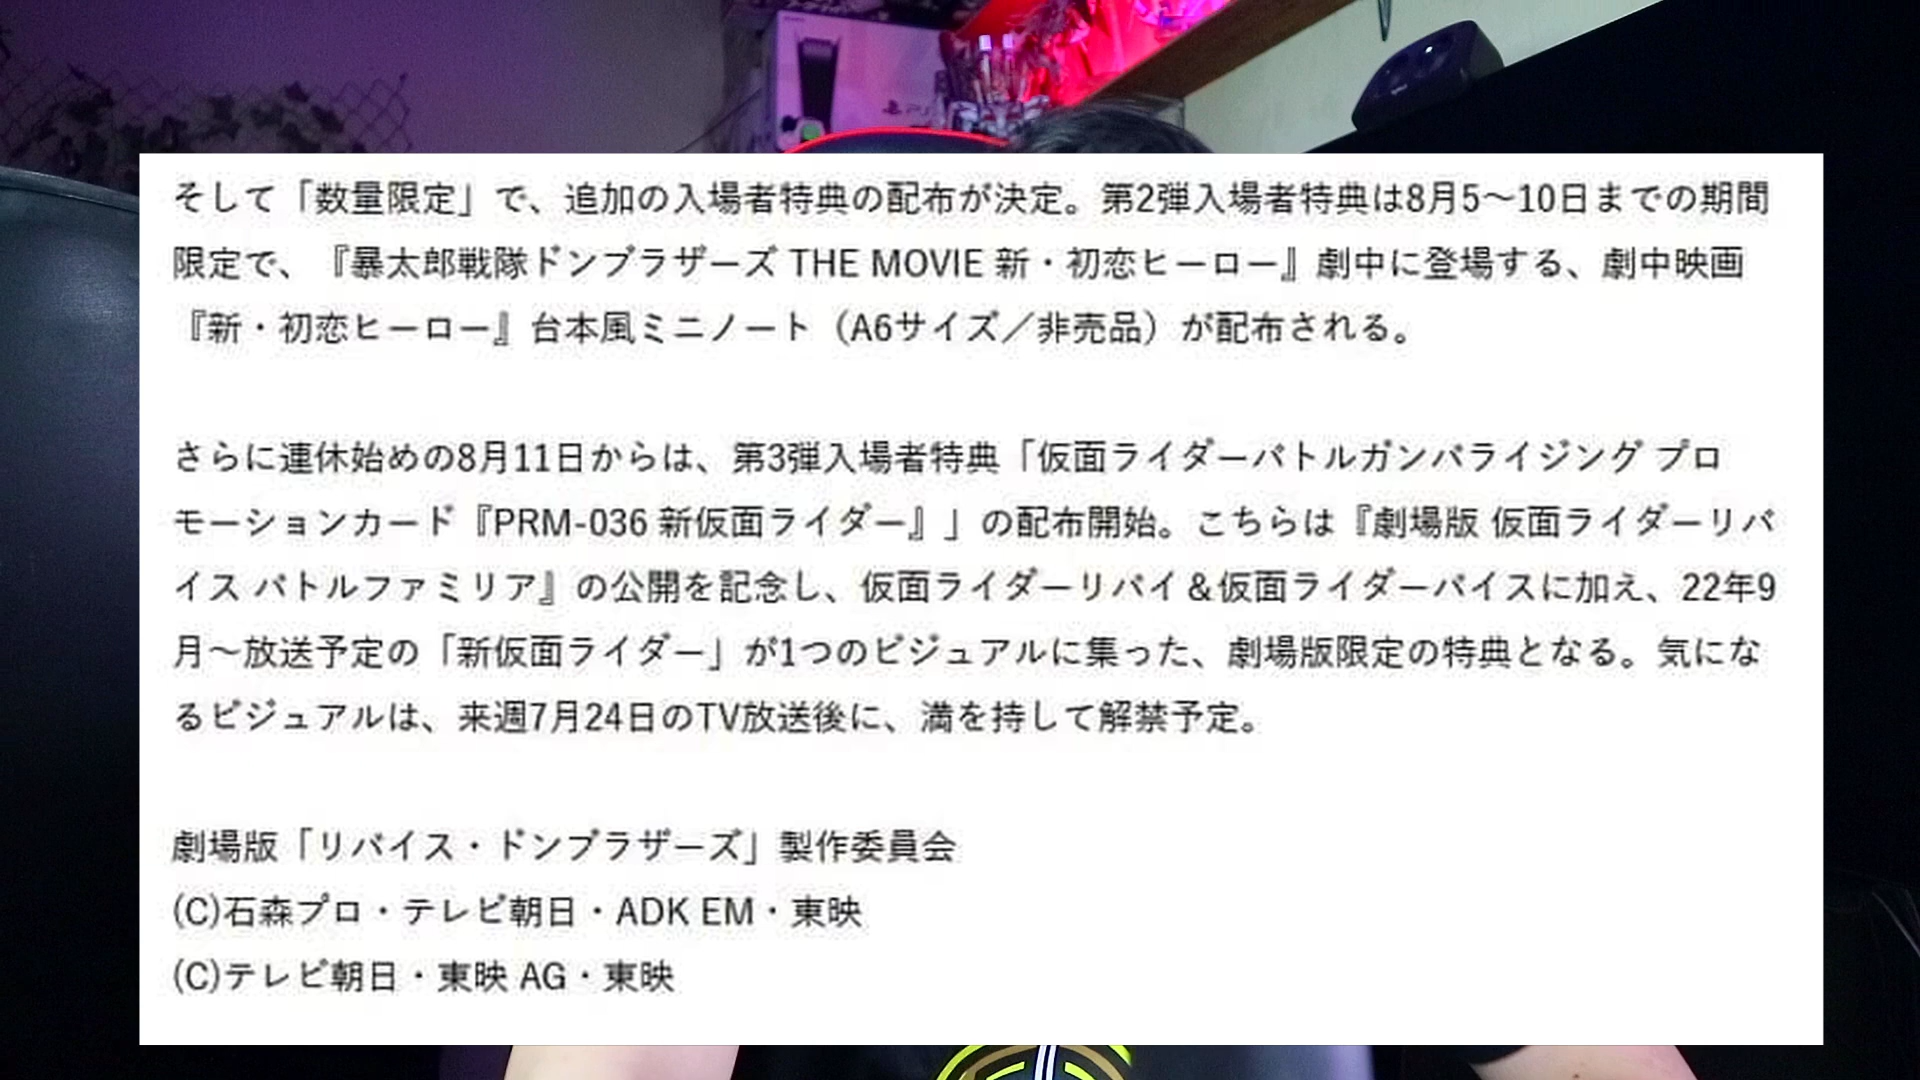 そして「数量限定」で、追加の入場者特典の配布が決定。第2弾入場者特典は8月5〜10日までの期間
限定で、『暴太郎戦隊ドンブラザーズ THE MOVIE 新・初恋ヒーロー』劇中に登場する、劇中映画
『新・初恋ヒーロー』台本風ミニノート（A6サイズ／非売品）が配布される。
さらに連休始めの8月11日からは、第3弾入場者特典「仮面ライダーバトルガンバライジング プロ
モーションカード『PRM-036 新仮面ライダー』」の配布開始。こちらは『劇場版 仮面ライダーリバ
イス バトルファミリア』の公開を記念し、仮面ライダーリバイ＆仮面ライダーバイスに加え、22年9
月〜放送予定の「新仮面ライダー」が1つのビジュアルに集った、劇場版限定の特典となる。気にな
るビジュアルは、来週7月24日のTV放送後に、満を持して解禁予定。
劇場版「リバイス・ドンブラザーズ」製作委員会
(C)石森プロ・テレビ朝日・ADK EM・東映
(C)テレビ朝日・東映 AG・東映